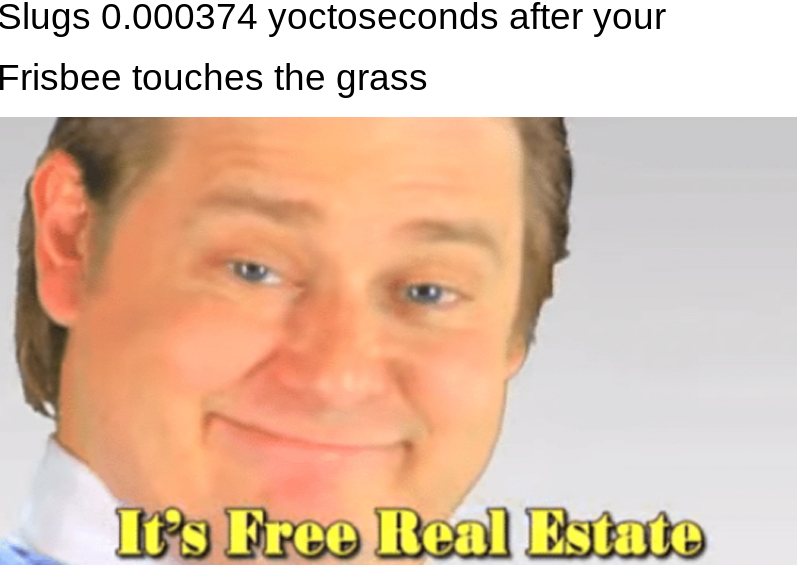 Slugs 0.000374 yoctoseconds after your
Frisbee touches the grass
It's Free Real Estate